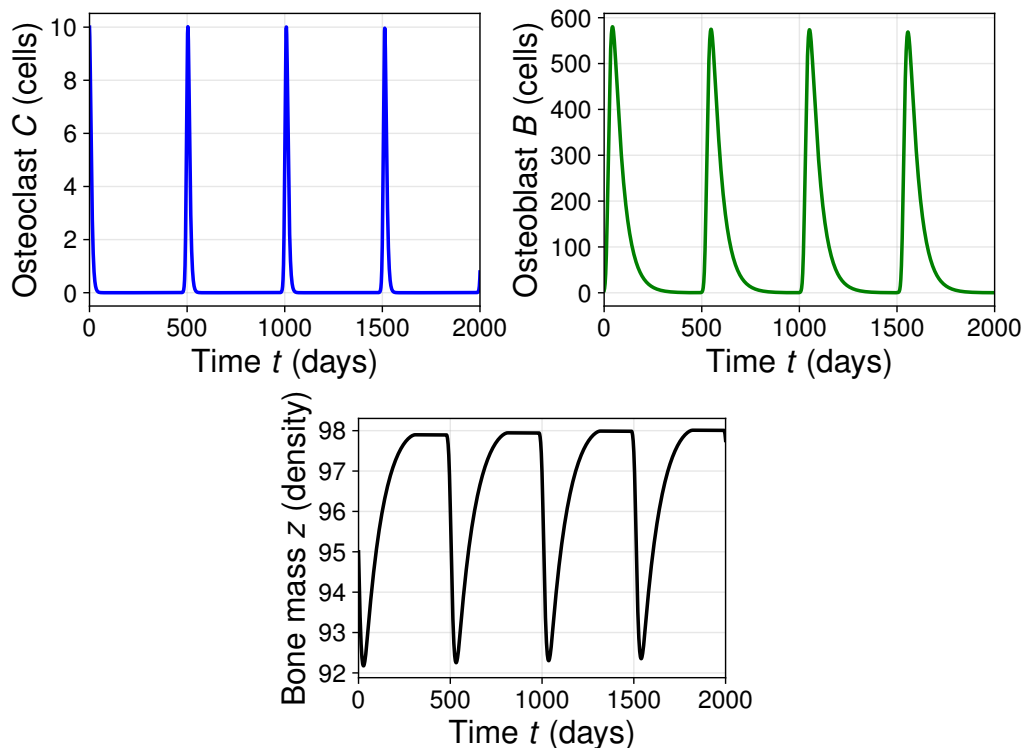 Osteoclast C (cells)
10
8
6
4
2
0
0 500 1000 1500 2000
Time t (days)
Osteoblast B (cells)
600
500
400
300
200
100
0
0 500 1000 1500 2000
Time t (days)
Bone mass z (density)
98
97
96
95
94
93
92
0 500 1000 1500 2000
Time t (days)